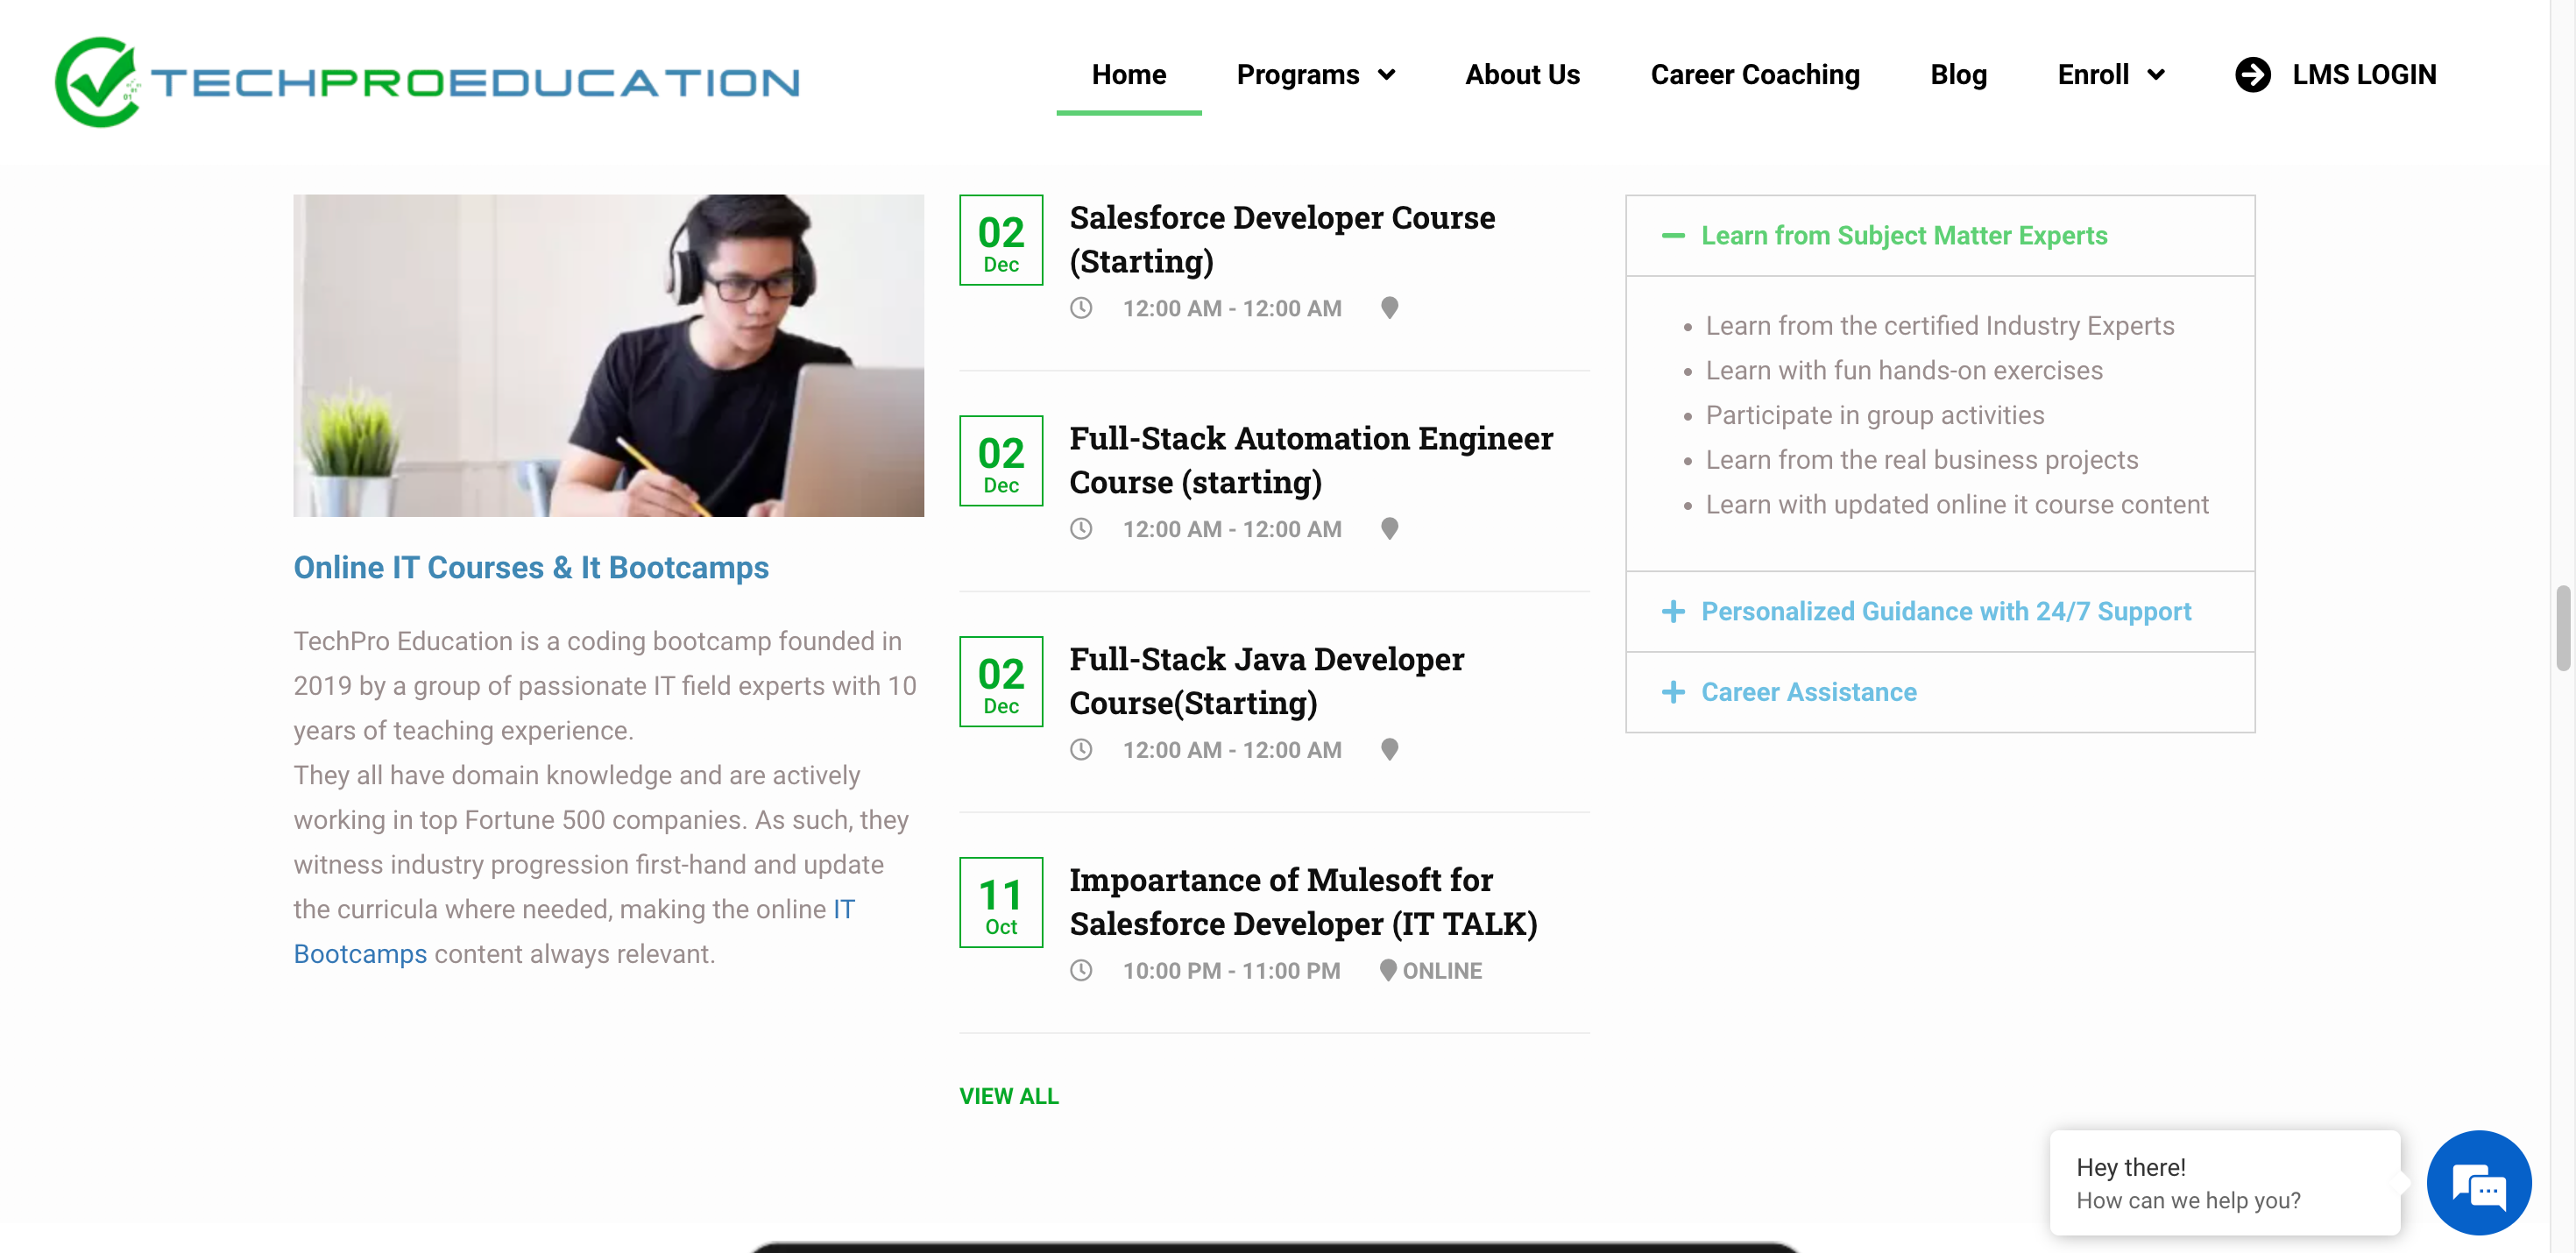 TECHPROEDUCATION
Home
Programs
About Us
Career Coaching
Blog
Enroll
LMS LOGIN
Online IT Courses & It Bootcamps
TechPro Education is a coding bootcamp founded in
2019 by a group of passionate IT field experts with 10
years of teaching experience.
They all have domain knowledge and are actively
working in top Fortune 500 companies. As such, they
witness industry progression first-hand and update
the curricula where needed, making the online IT
Bootcamps content always relevant.
02
Dec
Salesforce Developer Course
(Starting)
12:00 AM - 12:00 AM
02
Dec
Full-Stack Automation Engineer
Course (starting)
12:00 AM - 12:00 AM
02
Dec
Full-Stack Java Developer
Course(Starting)
12:00 AM - 12:00 AM
11
Oct
Impoartance of Mulesoft for
Salesforce Developer (IT TALK)
10:00 PM - 11:00 PM
ONLINE
VIEW ALL
Learn from Subject Matter Experts
Learn from the certified Industry Experts
Learn with fun hands-on exercises
Participate in group activities
Learn from the real business projects
Learn with updated online it course content
Personalized Guidance with 24/7 Support
Career Assistance
Hey there!
How can we help you?